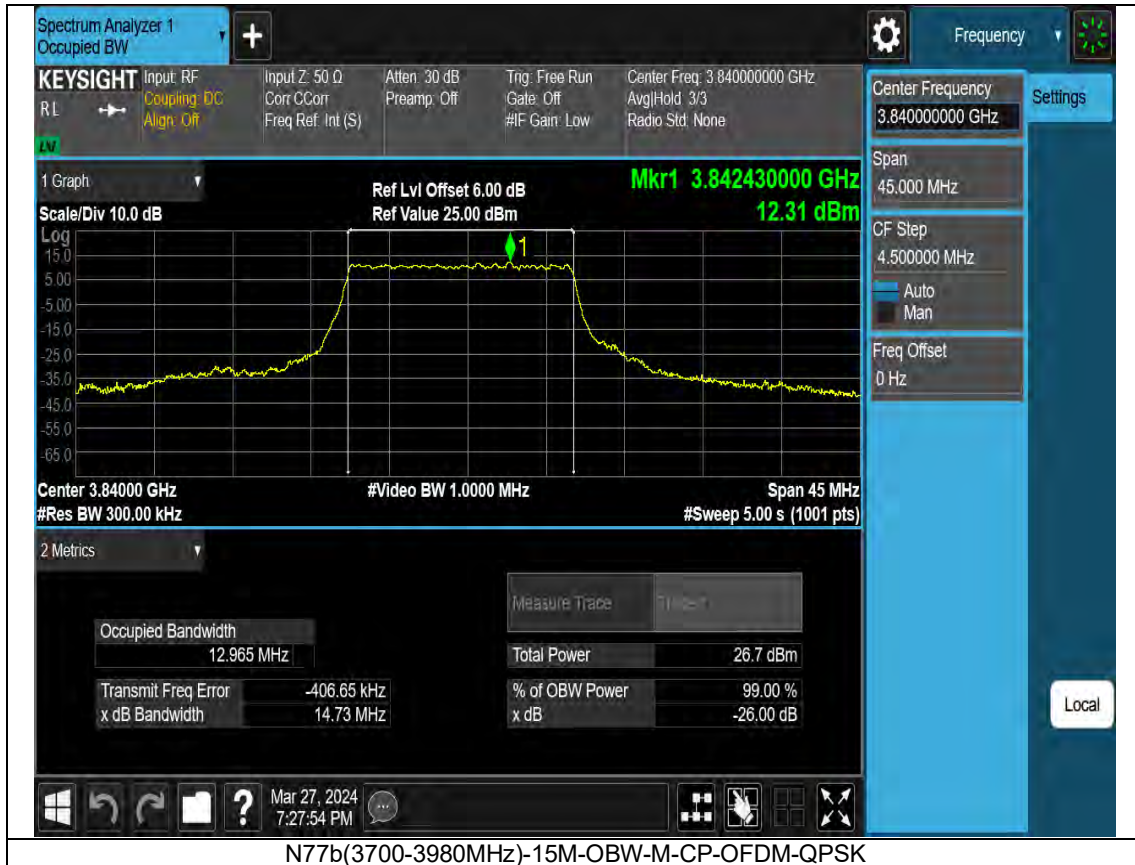 Spectrum Analyzer 1
Occupied BW
+
Frequency
KEYSIGHT
RL
Input: RF
Coupling: DC
Align: Off
Input Z: 50 Ω
Corr CCorr
Freq Ref: Int (S)
Atten: 30 dB
Preamp: Off
Trig: Free Run
Gate: Off
#IF Gain: Low
Center Freq: 3.840000000 GHz
Avg|Hold: 3/3
Radio Std: None
1 Graph
Scale/Div 10.0 dB
Ref Lvl Offset 6.00 dB
Ref Value 25.00 dBm
Mkr1 3.842430000 GHz
12.31 dBm
Log
15.0
5.00
-5.00
-15.0
-25.0
-35.0
-45.0
-55.0
-65.0
1
Center 3.84000 GHz
#Res BW 300.00 kHz
#Video BW 1.0000 MHz
Span 45 MHz
#Sweep 5.00 s (1001 pts)
2 Metrics
Measure Trace
Occupied Bandwidth
12.965 MHz
Total Power 26.7 dBm
Transmit Freq Error -406.65 kHz
% of OBW Power 99.00 %
x dB Bandwidth 14.73 MHz
x dB -26.00 dB
Center Frequency
3.840000000 GHz
Settings
Span
45.000 MHz
CF Step
4.500000 MHz
Auto
Man
Freq Offset
0 Hz
Local
?
Mar 27, 2024
7:27:54 PM
N77b(3700-3980MHz)-15M-OBW-M-CP-OFDM-QPSK